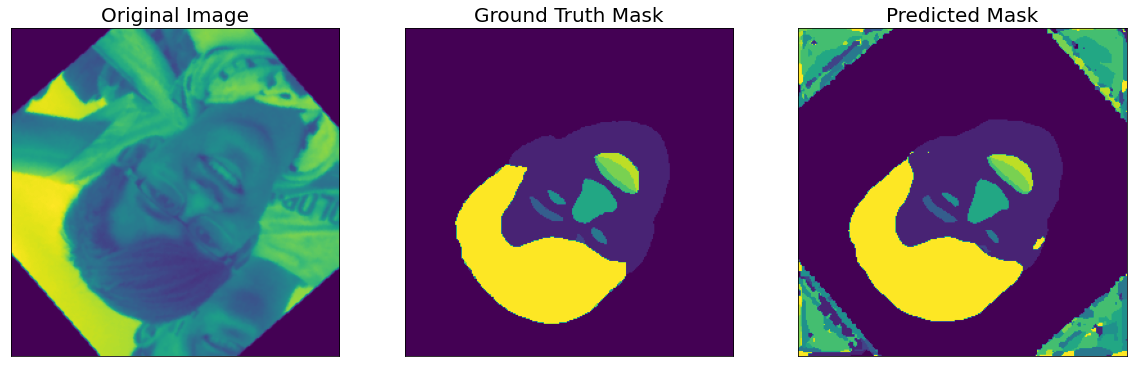 Original Image
Ground Truth Mask
Predicted Mask